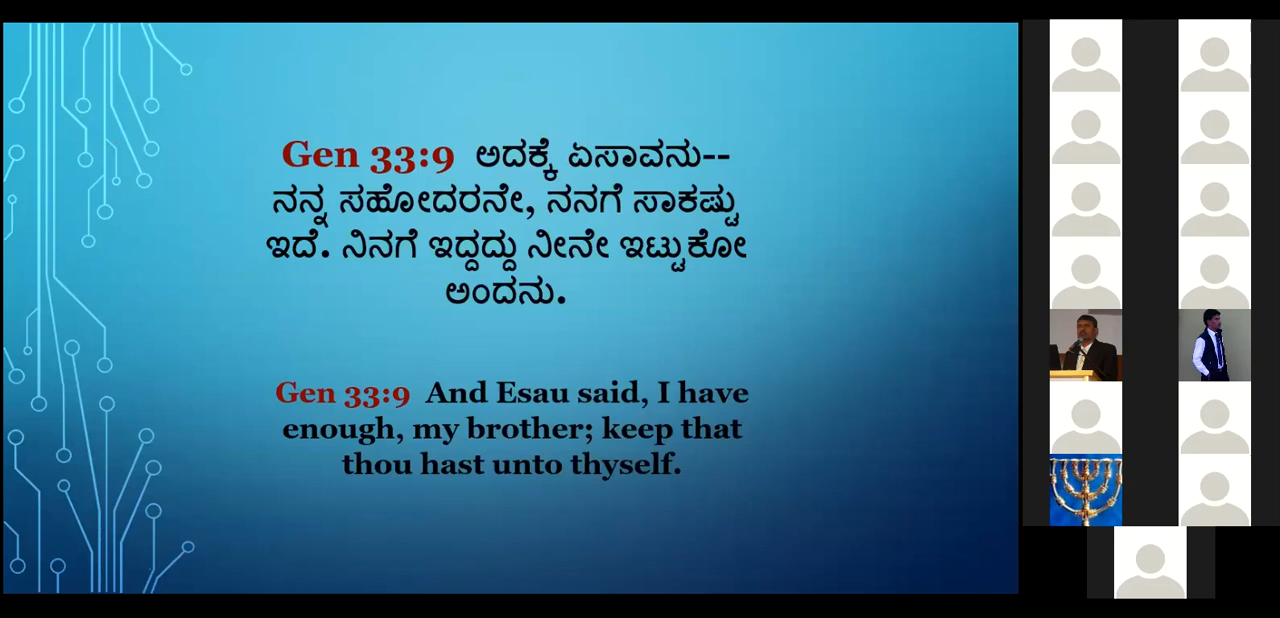 Gen 33:9 ಅದಕ್ಕೆ ಏಸಾವನು--
ನನ್ನ ಸಹೋದರನೇ, ನನಗೆ ಸಾಕಷ್ಟು
ಇದೆ. ನಿನಗೆ ಇದ್ದದ್ದು ನೀನೇ ಇಟ್ಟುಕೋ
ಅಂದನು.
Gen 33:9 And Esau said, I have
enough, my brother; keep that
thou hast unto thyself.